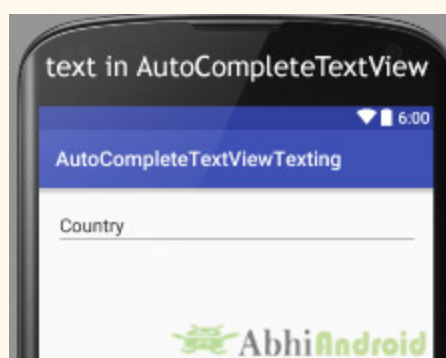 text in AutoCompleteTextView
6:00
AutoCompleteTextViewTexting
Country
AbhiAndroid